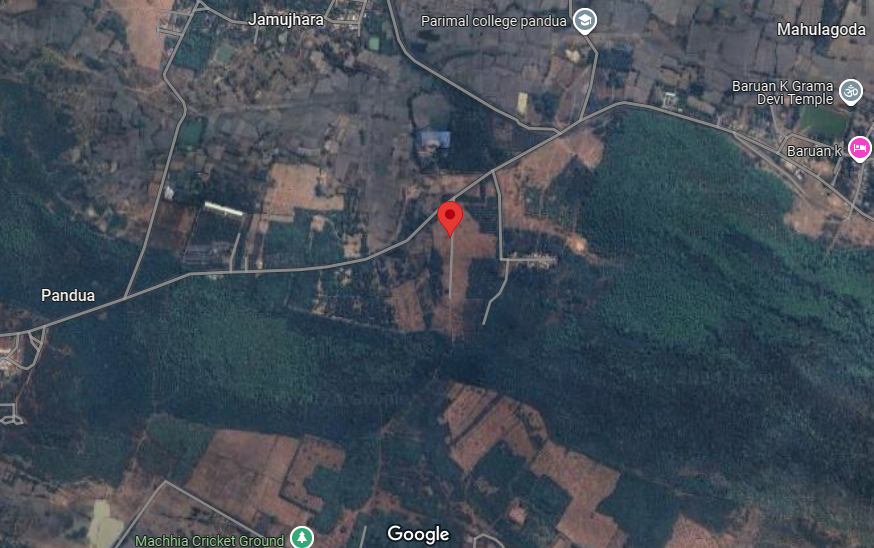 Jamujhara
Parimal college pandua
Mahulagoda
Baruan K Grama
Devi Temple
Baruan k
Pandua
Google
Machhia Cricket Ground